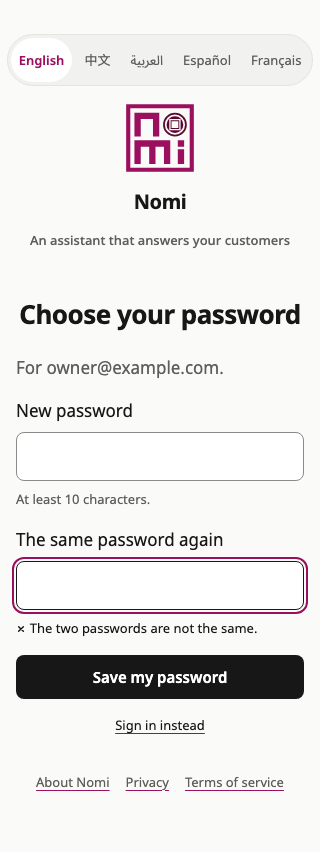 English 中文 العربية Español Français
nomi
Nomi
An assistant that answers your customers
Choose your password
For owner@example.com.
New password
At least 10 characters.
The same password again
× The two passwords are not the same.
Save my password
Sign in instead
About Nomi Privacy Terms of service